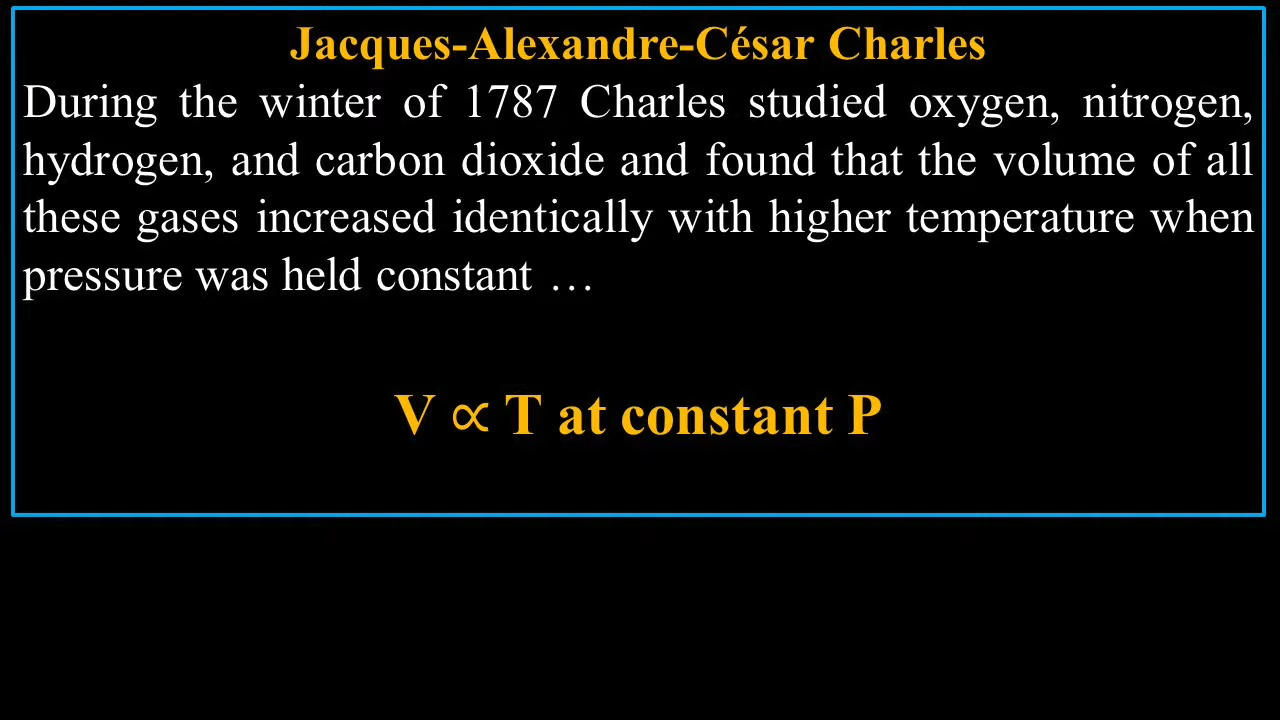 Jacques-Alexandre-César Charles
During the winter of 1787 Charles studied oxygen, nitrogen,
hydrogen, and carbon dioxide and found that the volume of all
these gases increased identically with higher temperature when
pressure was held constant …
V ∝ T at constant P